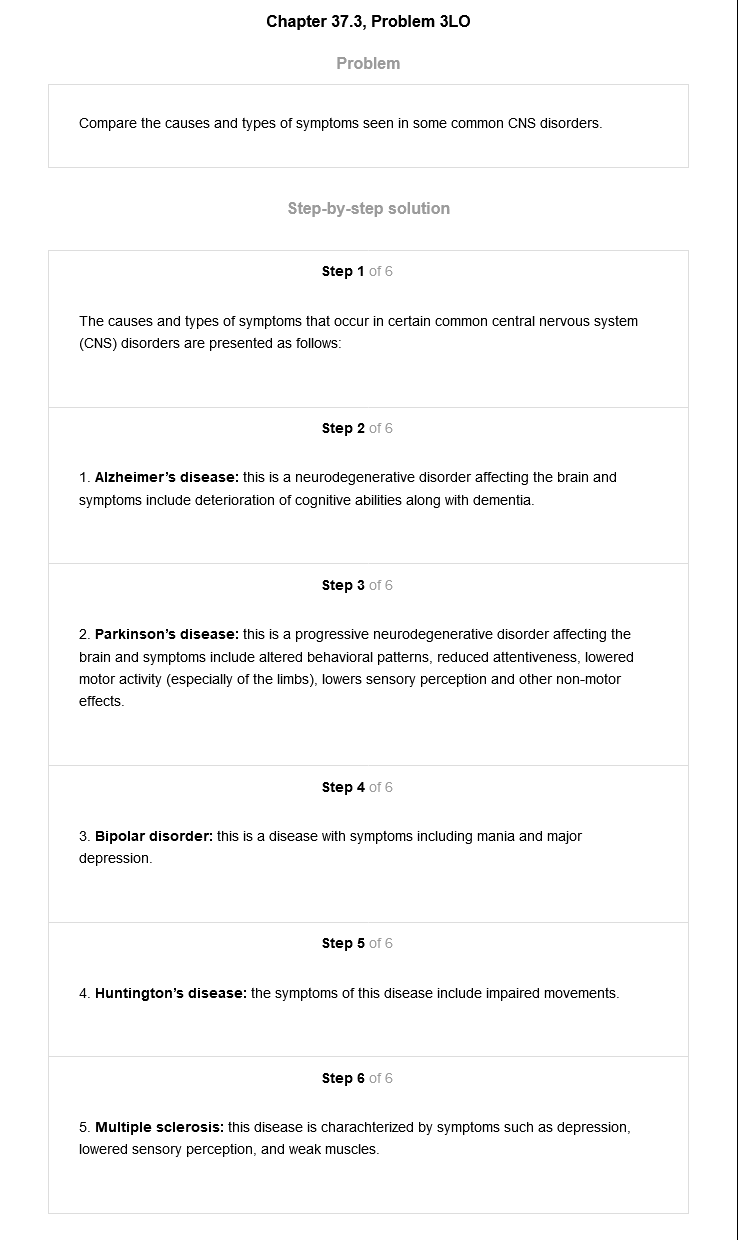 Chapter 37.3, Problem 3LO
Problem
Compare the causes and types of symptoms seen in some common CNS disorders.
Step-by-step solution
Step 1 of 6
The causes and types of symptoms that occur in certain common central nervous system
(CNS) disorders are presented as follows:
Step 2 of 6
1. Alzheimer’s disease: this is a neurodegenerative disorder affecting the brain and
symptoms include deterioration of cognitive abilities along with dementia.
Step 3 of 6
2. Parkinson’s disease: this is a progressive neurodegenerative disorder affecting the
brain and symptoms include altered behavioral patterns, reduced attentiveness, lowered
motor activity (especially of the limbs), lowers sensory perception and other non-motor
effects.
Step 4 of 6
3. Bipolar disorder: this is a disease with symptoms including mania and major
depression.
Step 5 of 6
4. Huntington’s disease: the symptoms of this disease include impaired movements.
Step 6 of 6
5. Multiple sclerosis: this disease is charachterized by symptoms such as depression,
lowered sensory perception, and weak muscles.